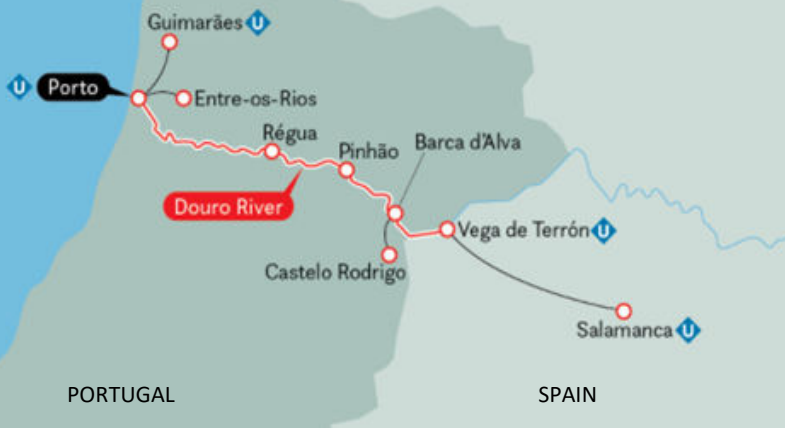 Guimarães U
U Porto
Entre-os-Rios
Régua
Barca d'Alva
Pinhão
Douro River
Vega de Terrón U
Castelo Rodrigo
Salamanca U
PORTUGAL
SPAIN